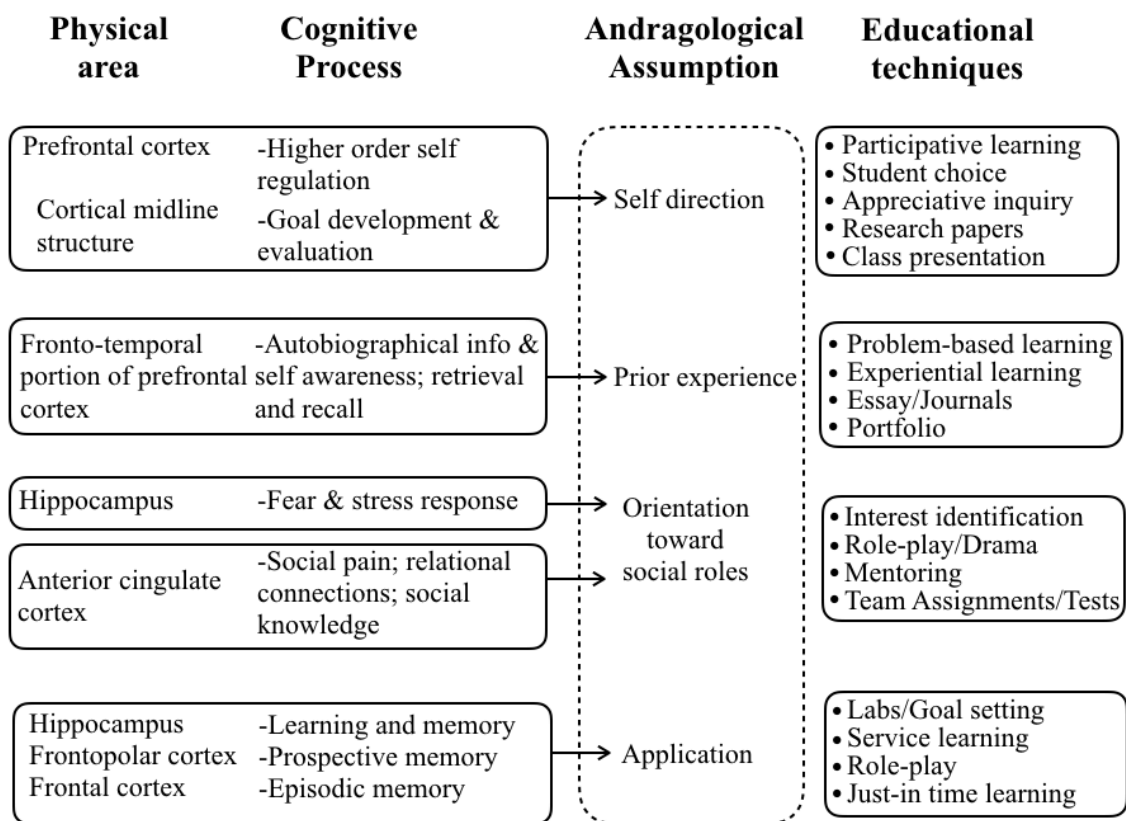 Physical
area
Cognitive
Process
Andragological
Assumption
Educational
techniques
Prefrontal cortex
Cortical midline
structure
-Higher order self
regulation
-Goal development &
evaluation
Self direction
• Participative learning
• Student choice
• Appreciative inquiry
• Research papers
• Class presentation
Fronto-temporal
portion of prefrontal
cortex
-Autobiographical info &
self awareness; retrieval
and recall
Prior experience
• Problem-based learning
• Experiential learning
• Essay/Journals
• Portfolio
Hippocampus
-Fear & stress response
Anterior cingulate
cortex
-Social pain; relational
connections; social
knowledge
Orientation
toward
social roles
• Interest identification
• Role-play/Drama
• Mentoring
• Team Assignments/Tests
Hippocampus
Frontopolar cortex
Frontal cortex
-Learning and memory
-Prospective memory
-Episodic memory
Application
• Labs/Goal setting
• Service learning
• Role-play
• Just-in time learning